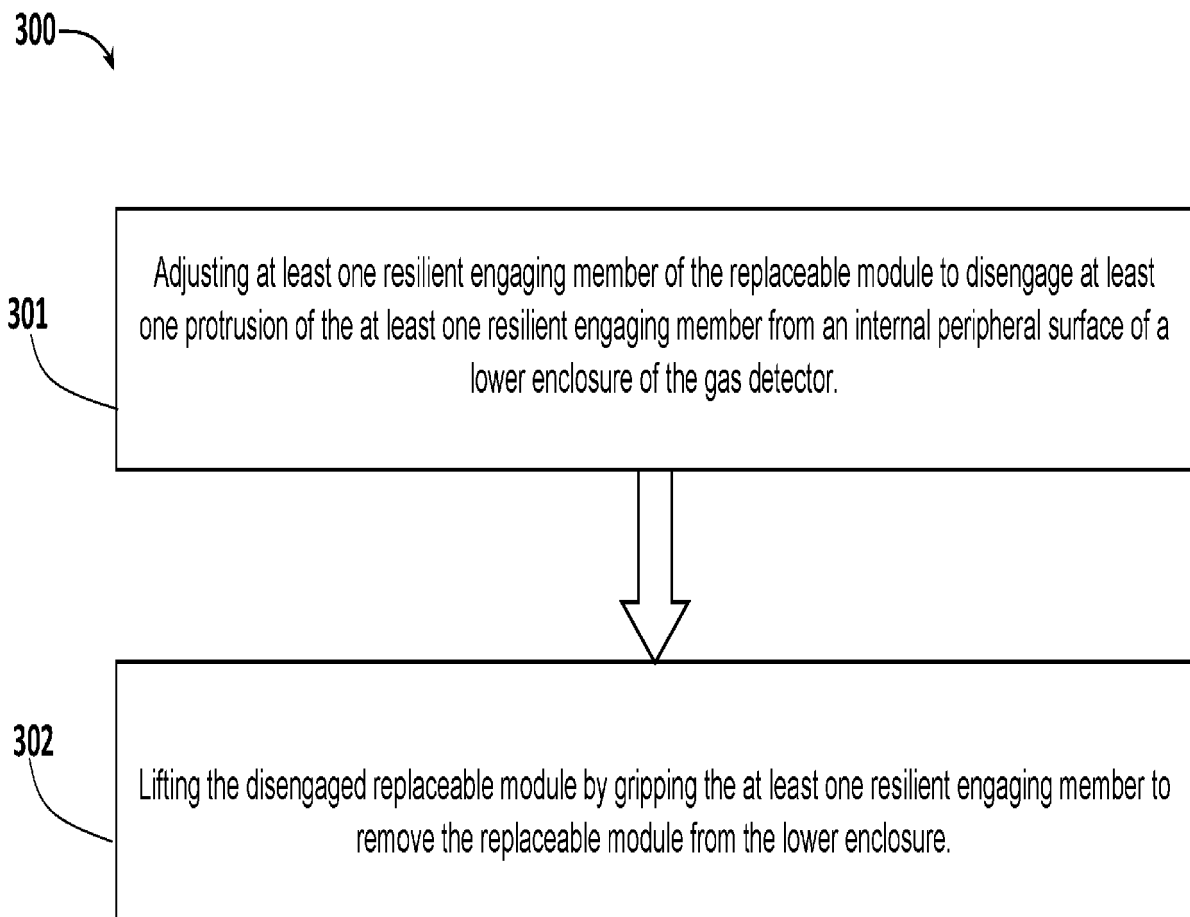 300
301
Adjusting at least one resilient engaging member of the replaceable module to disengage at least
one protrusion of the at least one resilient engaging member from an internal peripheral surface of a
lower enclosure of the gas detector.
302
Lifting the disengaged replaceable module by gripping the at least one resilient engaging member to
remove the replaceable module from the lower enclosure.